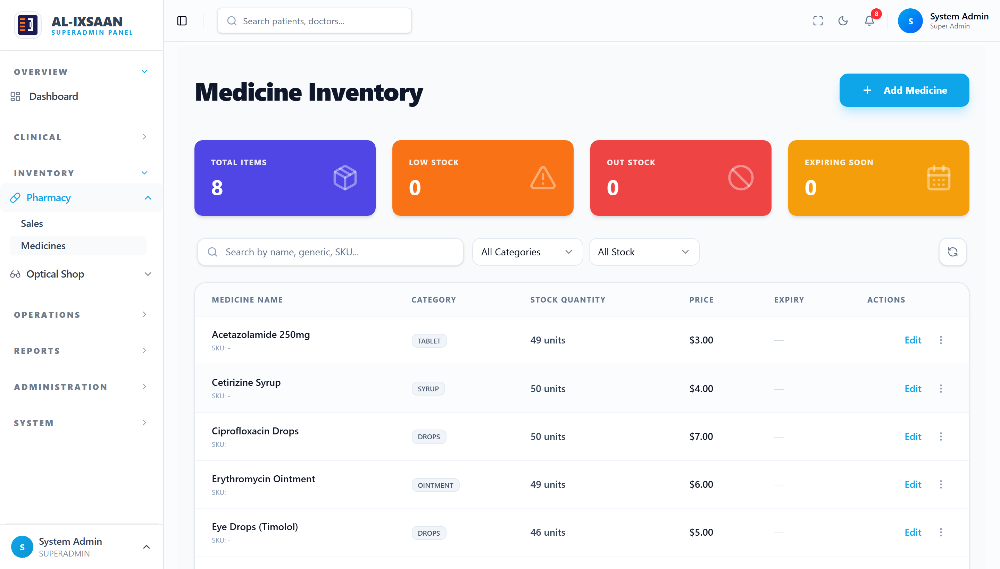 AL-IXSAAN
SUPERADMIN PANEL
Search patients, doctors...
8
S
System Admin
Super Admin
OVERVIEW
Dashboard
CLINICAL
INVENTORY
Pharmacy
Sales
Medicines
Optical Shop
OPERATIONS
REPORTS
ADMINISTRATION
SYSTEM
S
System Admin
SUPERADMIN
Medicine Inventory
Add Medicine
TOTAL ITEMS
8
LOW STOCK
0
OUT STOCK
0
EXPIRING SOON
0
Search by name, generic, SKU...
All Categories
All Stock
MEDICINE NAME CATEGORY STOCK QUANTITY PRICE EXPIRY ACTIONS
Acetazolamide 250mg
SKU: -
TABLET 49 units $3.00 — Edit
Cetirizine Syrup
SKU: -
SYRUP 50 units $4.00 — Edit
Ciprofloxacin Drops
SKU: -
DROPS 50 units $7.00 — Edit
Erythromycin Ointment
SKU: -
OINTMENT 49 units $6.00 — Edit
Eye Drops (Timolol)
SKU: -
DROPS 46 units $5.00 — Edit